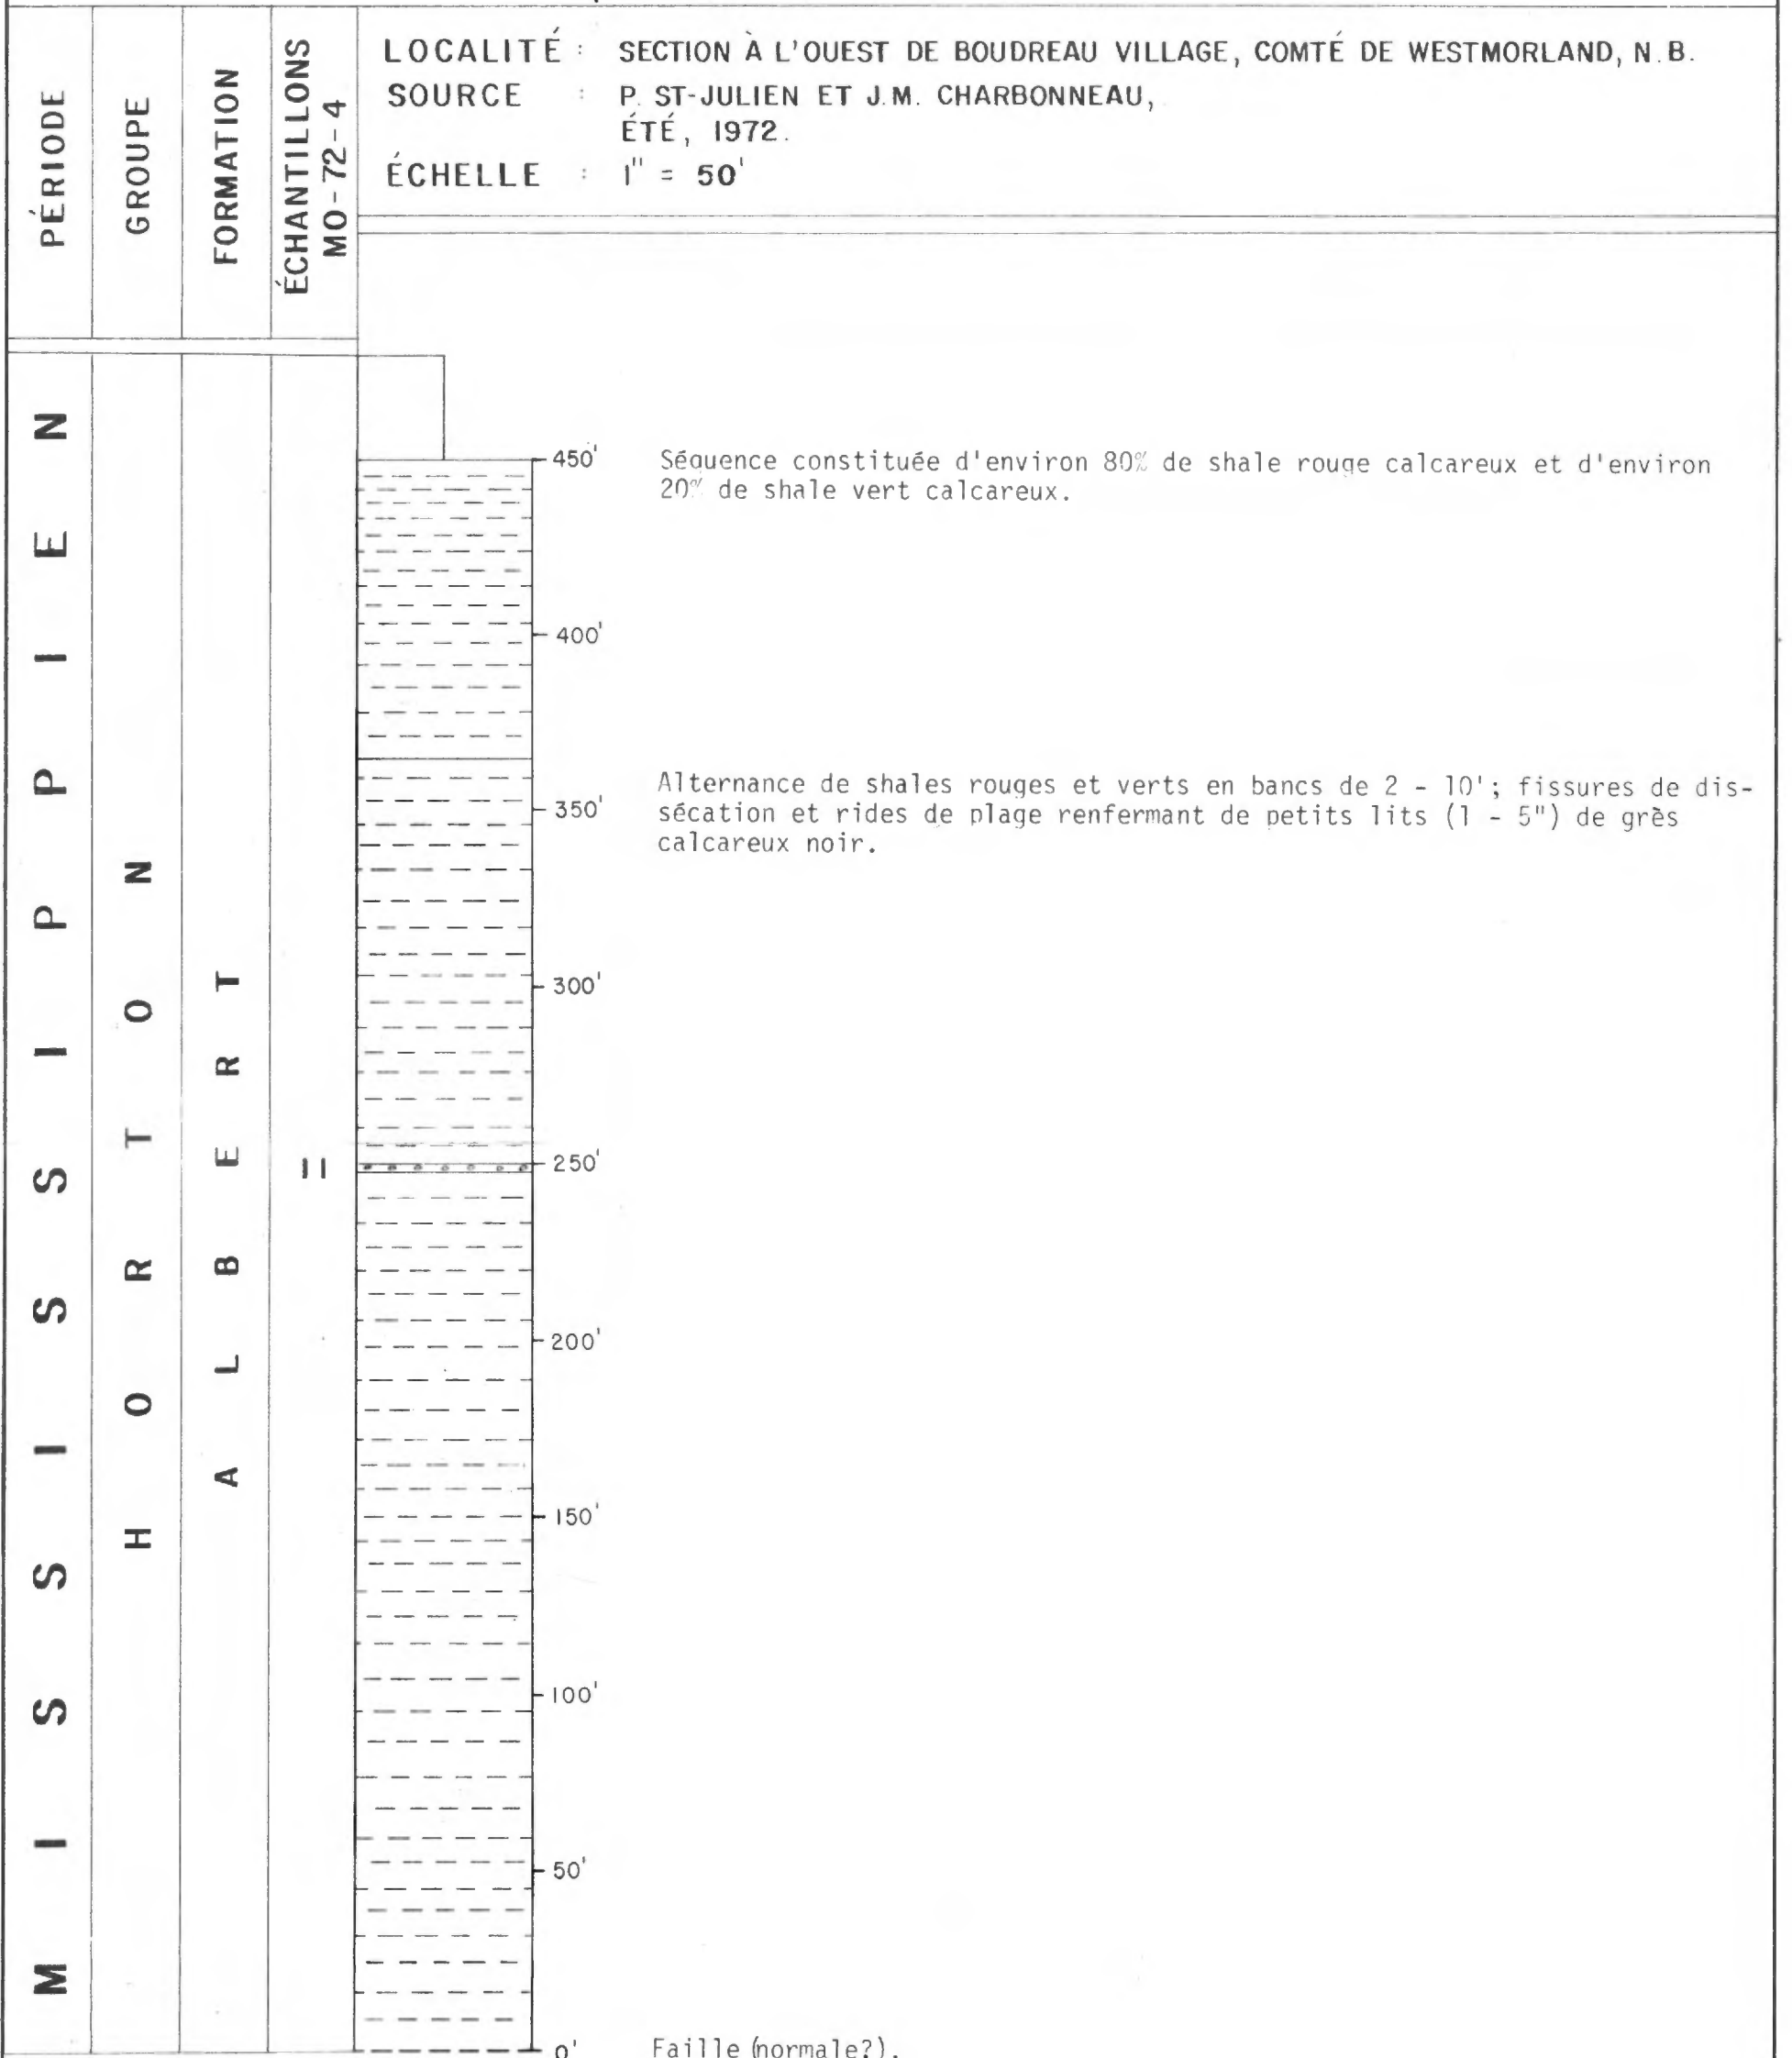 PÉRIODE
GROUPE
FORMATION
ÉCHANTILLONS
MO-72-4
LOCALITÉ : SECTION À L'OUEST DE BOUDREAU VILLAGE, COMTÉ DE WESTMORLAND, N.B.
SOURCE : P. ST-JULIEN ET J.M. CHARBONNEAU,
ÉTÉ, 1972.
ÉCHELLE : 1" = 50'
MISSISSIPPIEN
HORTON
ALBERT
11
450'
Séquence constituée d'environ 80% de shale rouge calcareux et d'environ
20% de shale vert calcareux.
400'
Alternance de shales rouges et verts en bancs de 2 - 10'; fissures de dis-
350'
sécation et rides de plage renfermant de petits lits (1 - 5") de grès
calcareux noir.
300'
250'
200'
150'
100'
50'
0'
Faille (normale?).